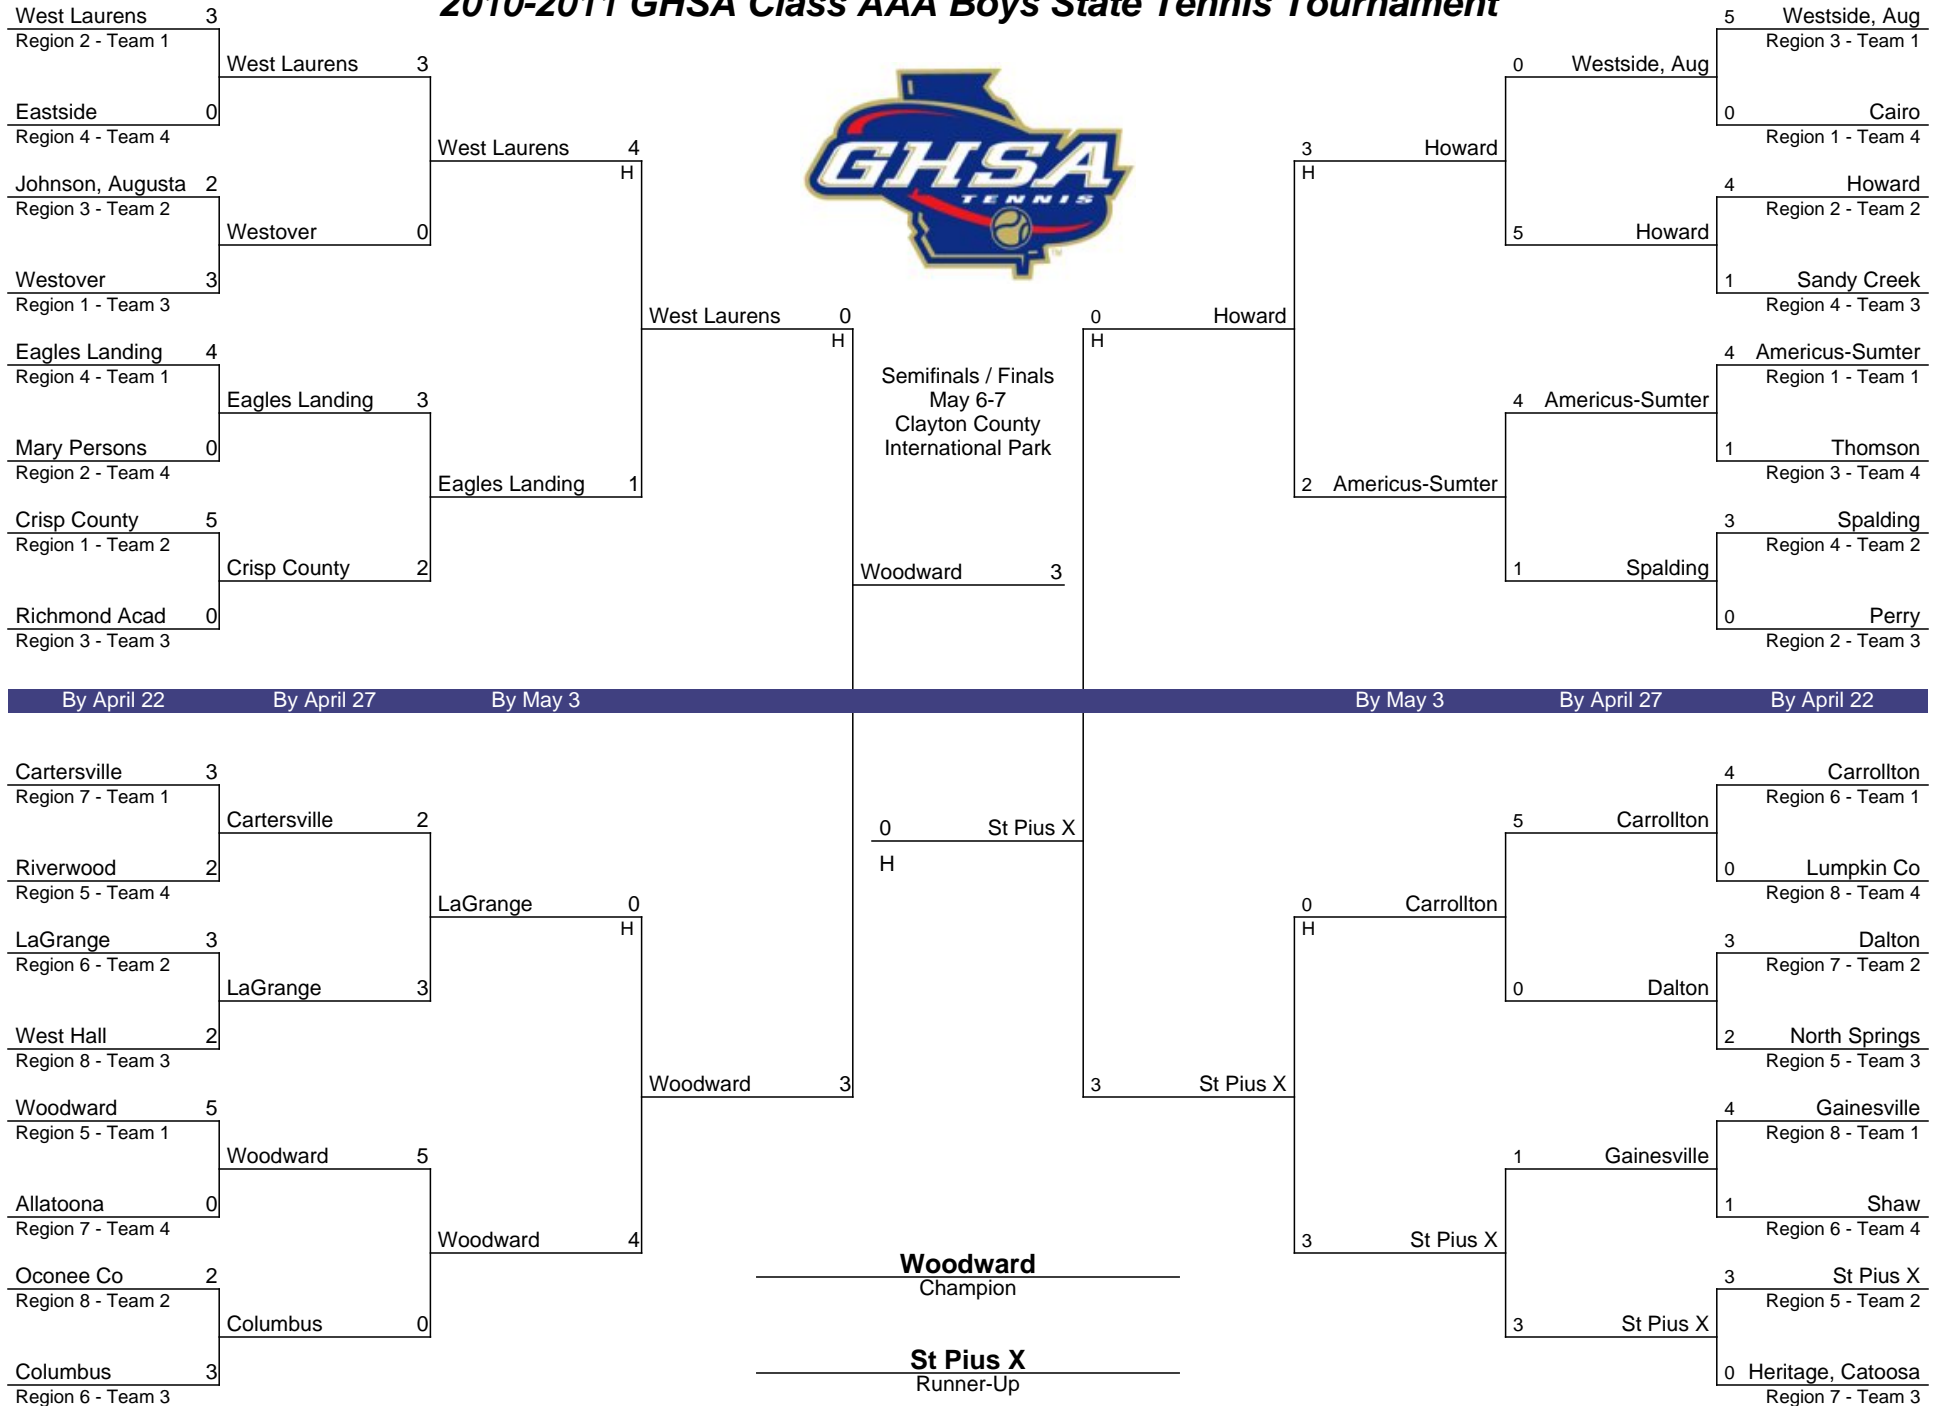 2010-2011 GHSA Class AAA Boys State Tennis Tournament
West Laurens 3
Region 2 - Team 1
Eastside 0
Region 4 - Team 4
Johnson, Augusta 2
Region 3 - Team 2
Westover 3
Region 1 - Team 3
Eagles Landing 4
Region 4 - Team 1
Mary Persons 0
Region 2 - Team 4
Crisp County 5
Region 1 - Team 2
Richmond Acad 0
Region 3 - Team 3
West Laurens 3
Westover 0
Eagles Landing 3
Crisp County 2
West Laurens 4
H
Eagles Landing 1
West Laurens 0
H
GHSA
TENNIS
TM
Semifinals / Finals
May 6-7
Clayton County
International Park
Woodward 3
0 Howard
H
3 Howard
H
2 Americus-Sumter
0 Westside, Aug
5 Howard
4 Americus-Sumter
1 Spalding
5 Westside, Aug
Region 3 - Team 1
0 Cairo
Region 1 - Team 4
4 Howard
Region 2 - Team 2
1 Sandy Creek
Region 4 - Team 3
4 Americus-Sumter
Region 1 - Team 1
1 Thomson
Region 3 - Team 4
3 Spalding
Region 4 - Team 2
0 Perry
Region 2 - Team 3
By April 22 By April 27 By May 3 By May 3 By April 27 By April 22
Cartersville 3
Region 7 - Team 1
Riverwood 2
Region 5 - Team 4
LaGrange 3
Region 6 - Team 2
West Hall 2
Region 8 - Team 3
Woodward 5
Region 5 - Team 1
Allatoona 0
Region 7 - Team 4
Oconee Co 2
Region 8 - Team 2
Columbus 3
Region 6 - Team 3
Cartersville 2
LaGrange 3
Woodward 5
Columbus 0
LaGrange 0
H
Woodward 4
Woodward 3
0 St Pius X
H
Woodward
Champion
St Pius X
Runner-Up
3 St Pius X
0 Carrollton
H
3 St Pius X
5 Carrollton
0 Dalton
1 Gainesville
3 St Pius X
4 Carrollton
Region 6 - Team 1
0 Lumpkin Co
Region 8 - Team 4
3 Dalton
Region 7 - Team 2
2 North Springs
Region 5 - Team 3
4 Gainesville
Region 8 - Team 1
1 Shaw
Region 6 - Team 4
3 St Pius X
Region 5 - Team 2
0 Heritage, Catoosa
Region 7 - Team 3